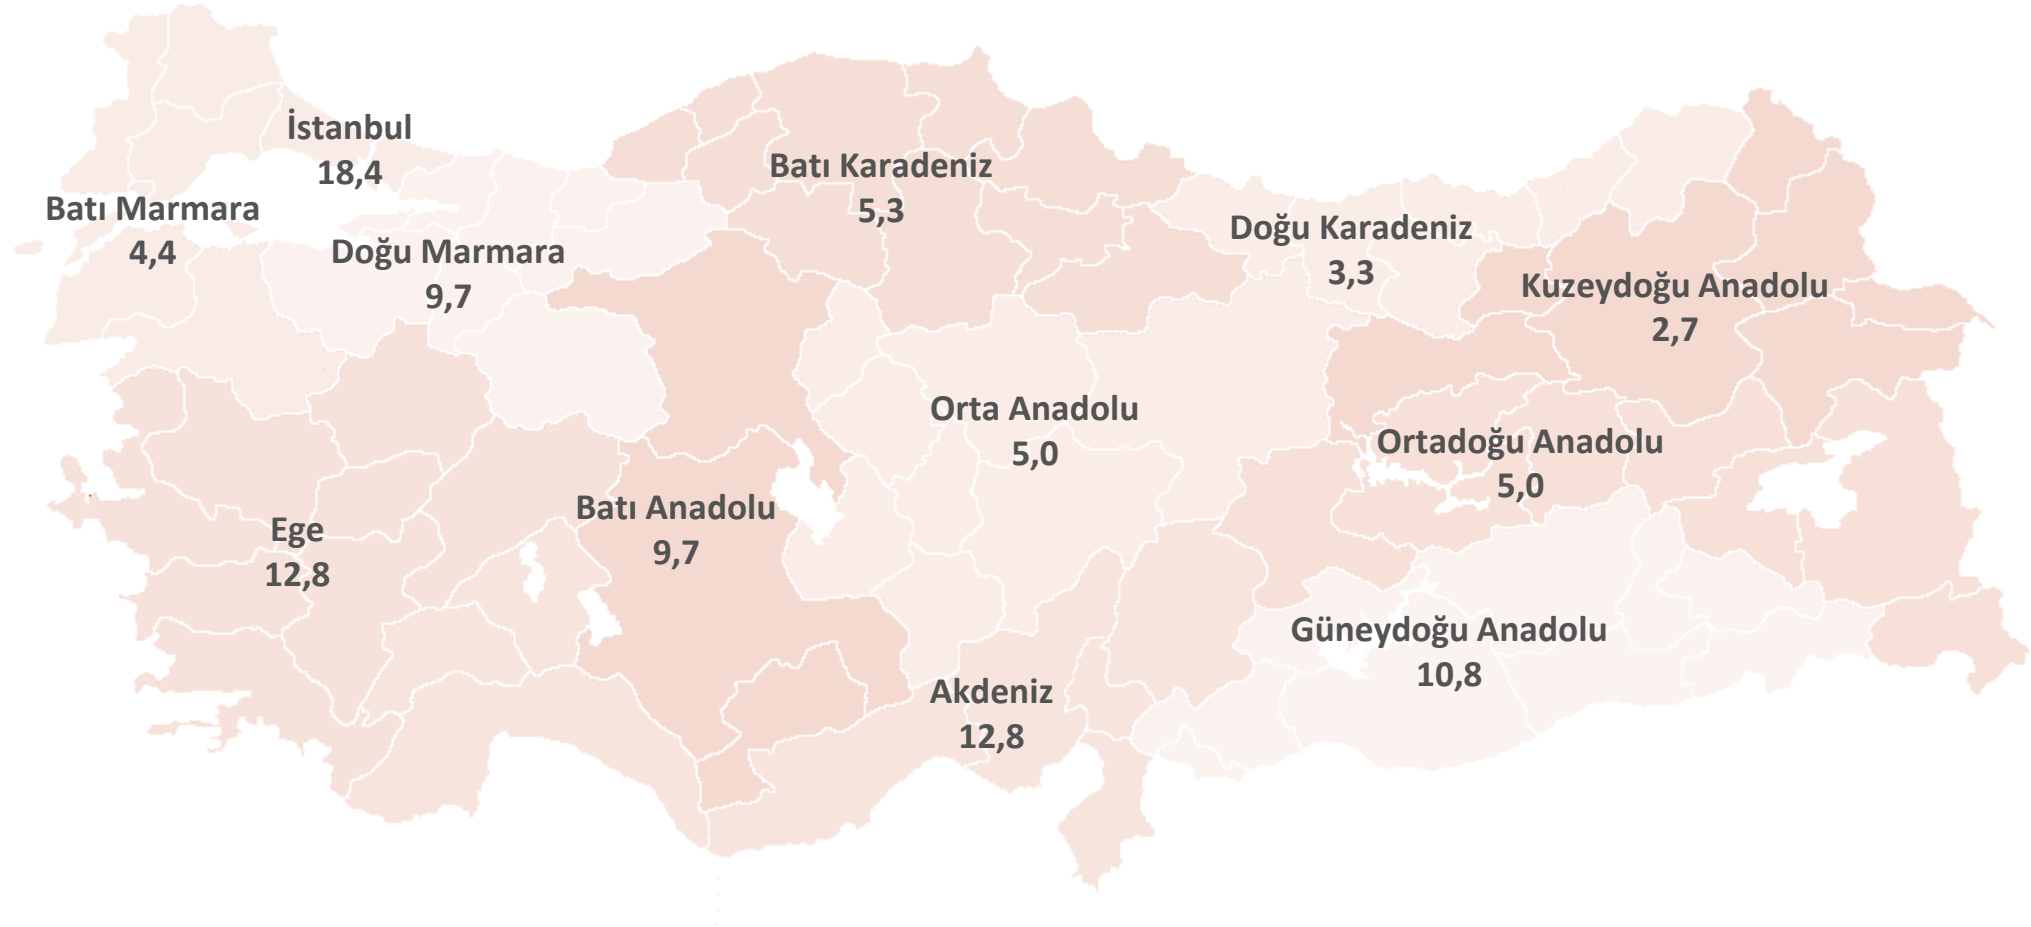 İstanbul
18,4
Batı Marmara
4,4
Doğu Marmara
9,7
Batı Karadeniz
5,3
Doğu Karadeniz
3,3
Kuzeydoğu Anadolu
2,7
Orta Anadolu
5,0
Ortadoğu Anadolu
5,0
Batı Anadolu
9,7
Ege
12,8
Güneydoğu Anadolu
10,8
Akdeniz
12,8